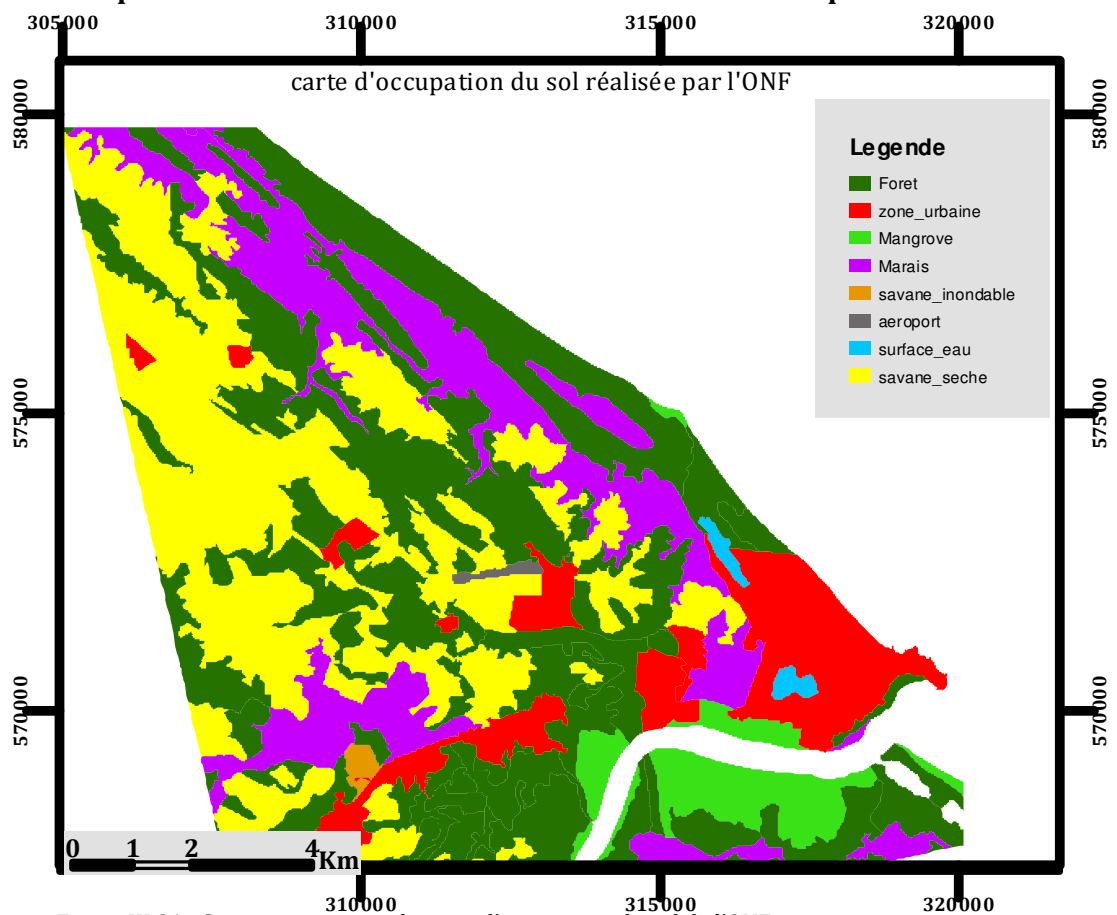 305000 310000 315000 320000
carte d'occupation du sol réalisée par l'ONF
580000 580000
Legende
Foret
zone_urbaine
Mangrove
Marais
savane_inondable
aeroport
surface_eau
savane_seche
575000 575000
570000 570000
0 1 2 4 Km
310000 315000 320000